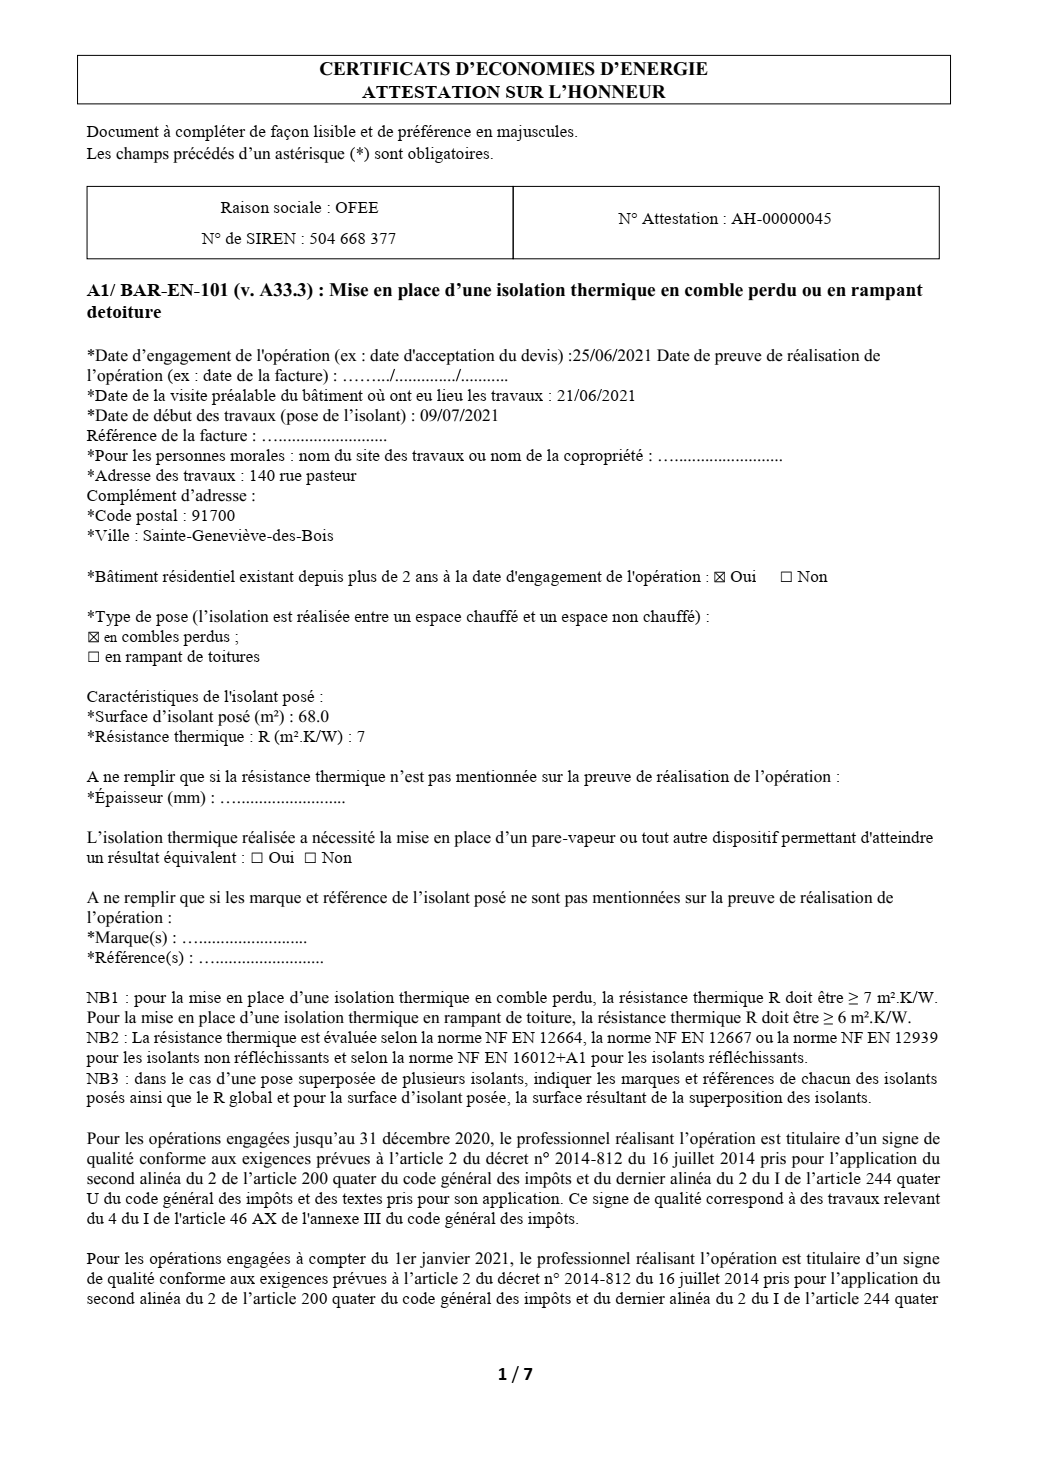 CERTIFICATS D’ECONOMIES D’ENERGIE
ATTESTATION SUR L’HONNEUR
Document à compléter de façon lisible et de préférence en majuscules.
Les champs précédés d’un astérisque (*) sont obligatoires.
Raison sociale : OFEE
N° de SIREN : 504 668 377
N° Attestation : AH-00000045
A1/ BAR-EN-101 (v. A33.3) : Mise en place d’une isolation thermique en comble perdu ou en rampant
detoiture
*Date d’engagement de l'opération (ex : date d'acceptation du devis) :25/06/2021 Date de preuve de réalisation de
l’opération (ex : date de la facture) : ……../............../...........
*Date de la visite préalable du bâtiment où ont eu lieu les travaux : 21/06/2021
*Date de début des travaux (pose de l’isolant) : 09/07/2021
Référence de la facture : ….........................
*Pour les personnes morales : nom du site des travaux ou nom de la copropriété : ….........................
*Adresse des travaux : 140 rue pasteur
Complément d’adresse :
*Code postal : 91700
*Ville : Sainte-Geneviève-des-Bois
*Bâtiment résidentiel existant depuis plus de 2 ans à la date d'engagement de l'opération : ☒ Oui ☐ Non
*Type de pose (l’isolation est réalisée entre un espace chauffé et un espace non chauffé) :
☒ en combles perdus ;
☐ en rampant de toitures
Caractéristiques de l'isolant posé :
*Surface d’isolant posé (m²) : 68.0
*Résistance thermique : R (m².K/W) : 7
A ne remplir que si la résistance thermique n’est pas mentionnée sur la preuve de réalisation de l’opération :
*Épaisseur (mm) : ….........................
L’isolation thermique réalisée a nécessité la mise en place d’un pare-vapeur ou tout autre dispositif permettant d'atteindre
un résultat équivalent : ☐ Oui ☐ Non
A ne remplir que si les marque et référence de l’isolant posé ne sont pas mentionnées sur la preuve de réalisation de
l’opération :
*Marque(s) : ….........................
*Référence(s) : ….........................
NB1 : pour la mise en place d’une isolation thermique en comble perdu, la résistance thermique R doit être ≥ 7 m².K/W.
Pour la mise en place d’une isolation thermique en rampant de toiture, la résistance thermique R doit être ≥ 6 m².K/W.
NB2 : La résistance thermique est évaluée selon la norme NF EN 12664, la norme NF EN 12667 ou la norme NF EN 12939
pour les isolants non réfléchissants et selon la norme NF EN 16012+A1 pour les isolants réfléchissants.
NB3 : dans le cas d’une pose superposée de plusieurs isolants, indiquer les marques et références de chacun des isolants
posés ainsi que le R global et pour la surface d’isolant posée, la surface résultant de la superposition des isolants.
Pour les opérations engagées jusqu’au 31 décembre 2020, le professionnel réalisant l’opération est titulaire d’un signe de
qualité conforme aux exigences prévues à l’article 2 du décret n° 2014-812 du 16 juillet 2014 pris pour l’application du
second alinéa du 2 de l’article 200 quater du code général des impôts et du dernier alinéa du 2 du I de l’article 244 quater
U du code général des impôts et des textes pris pour son application. Ce signe de qualité correspond à des travaux relevant
du 4 du I de l'article 46 AX de l'annexe III du code général des impôts.
Pour les opérations engagées à compter du 1er janvier 2021, le professionnel réalisant l’opération est titulaire d’un signe
de qualité conforme aux exigences prévues à l’article 2 du décret n° 2014-812 du 16 juillet 2014 pris pour l’application du
second alinéa du 2 de l’article 200 quater du code général des impôts et du dernier alinéa du 2 du I de l’article 244 quater
1 / 7